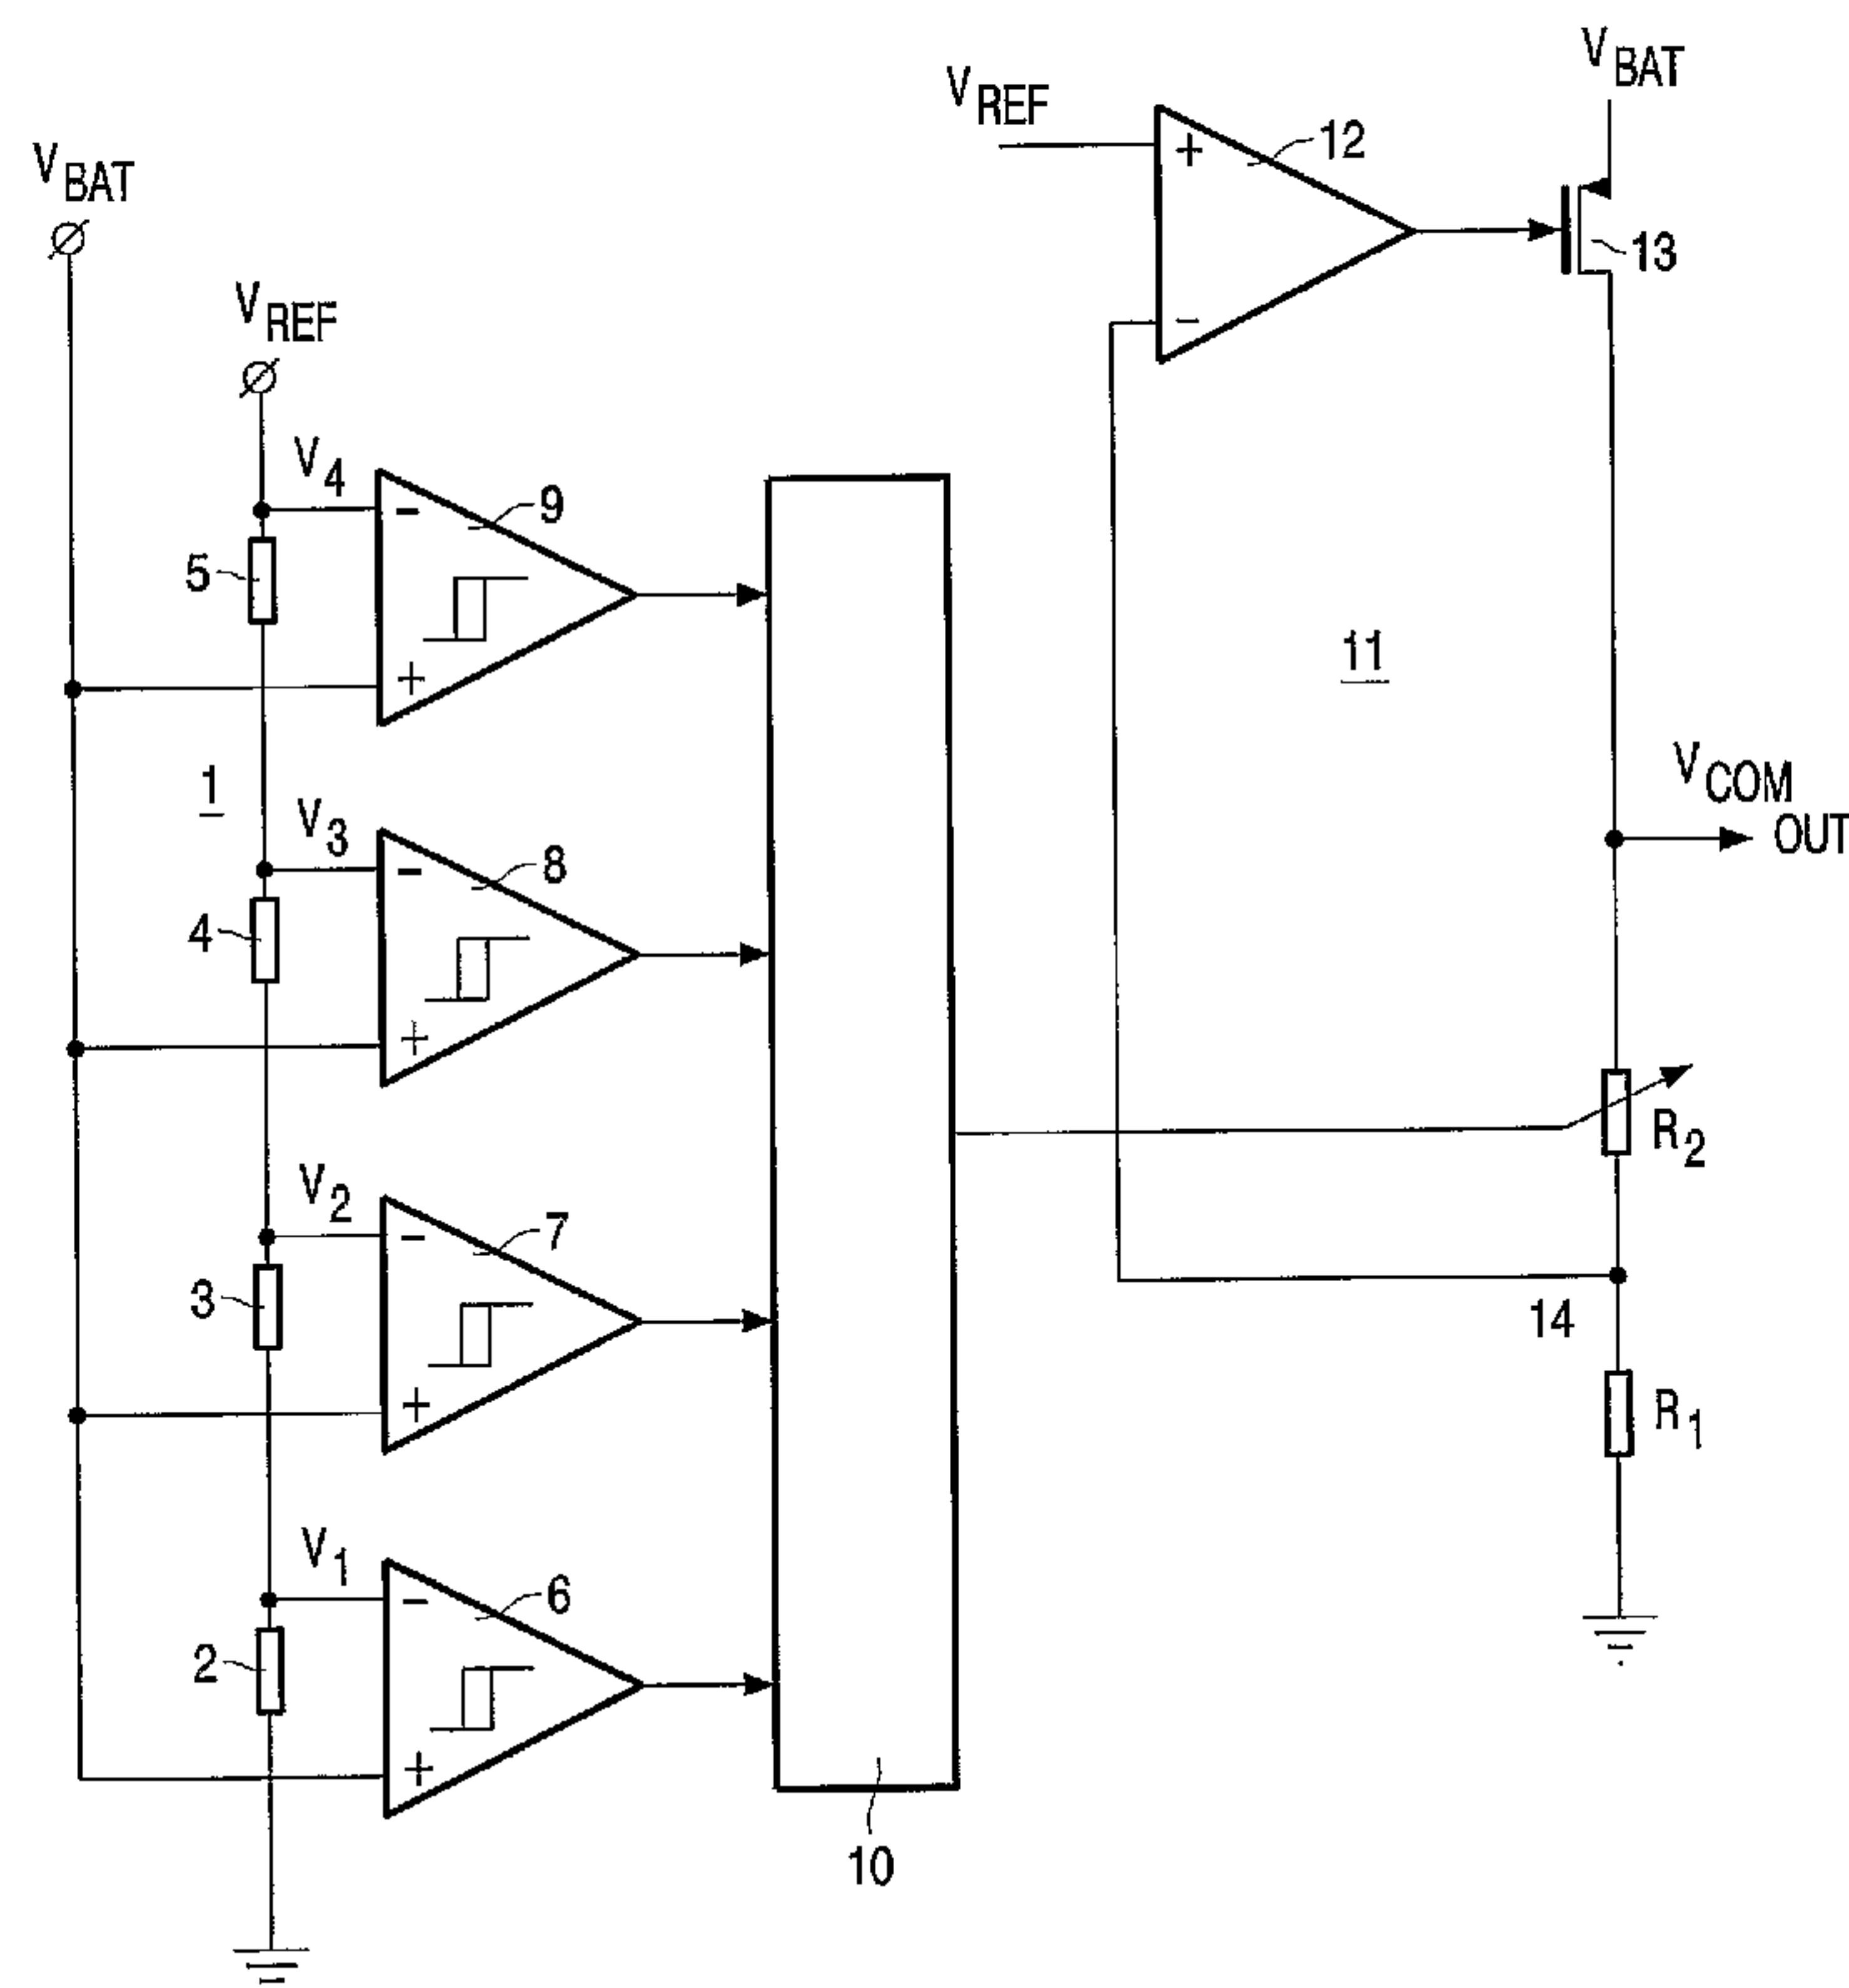 V_BAT
V_REF
V_4
9
5
1
V_3
8
4
V_2
7
3
V_1
6
2
10
V_REF
12
V_BAT
13
11
V_COM
OUT
R_2
14
R_1
+
-
-
+
-
+
-
+
-
+